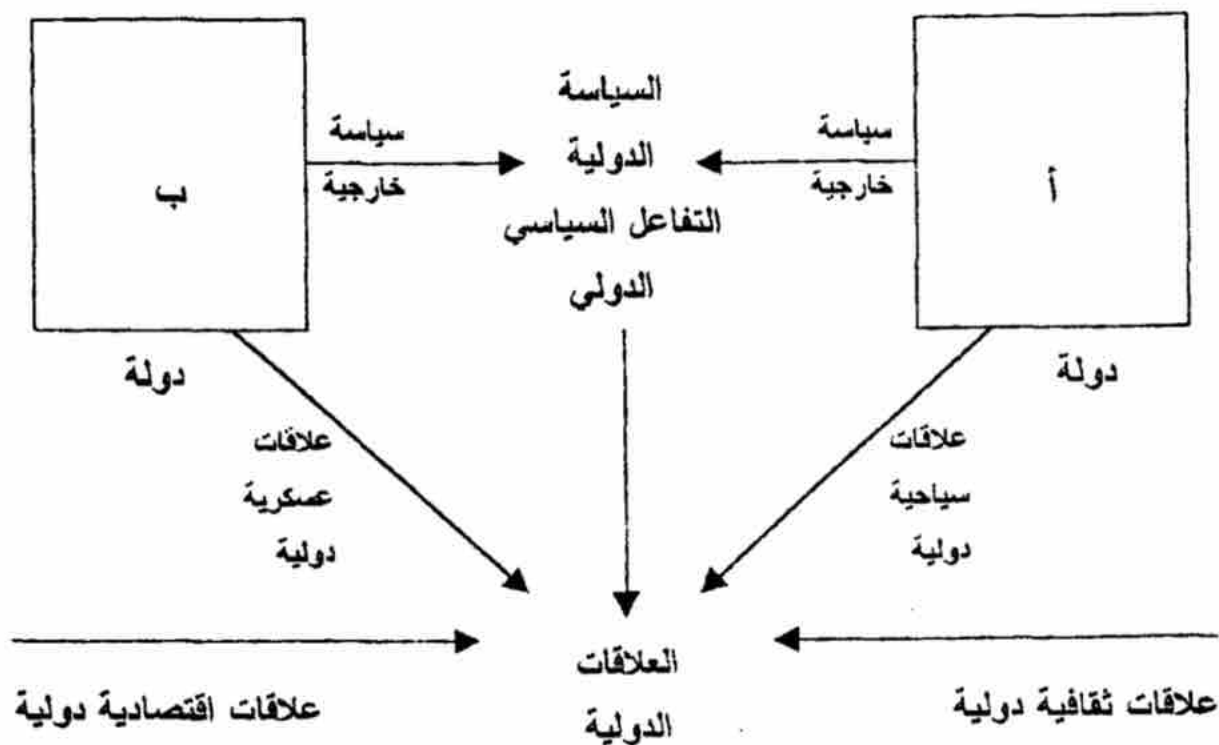 السياسة
الدولية
التفاعل السياسي
الدولي
سياسة
خارجية
أ
دولة
سياسة
خارجية
ب
دولة
علاقات
سياحية
دولية
علاقات
عسكرية
دولية
علاقات ثقافية دولية
العلاقات
الدولية
علاقات اقتصادية دولية